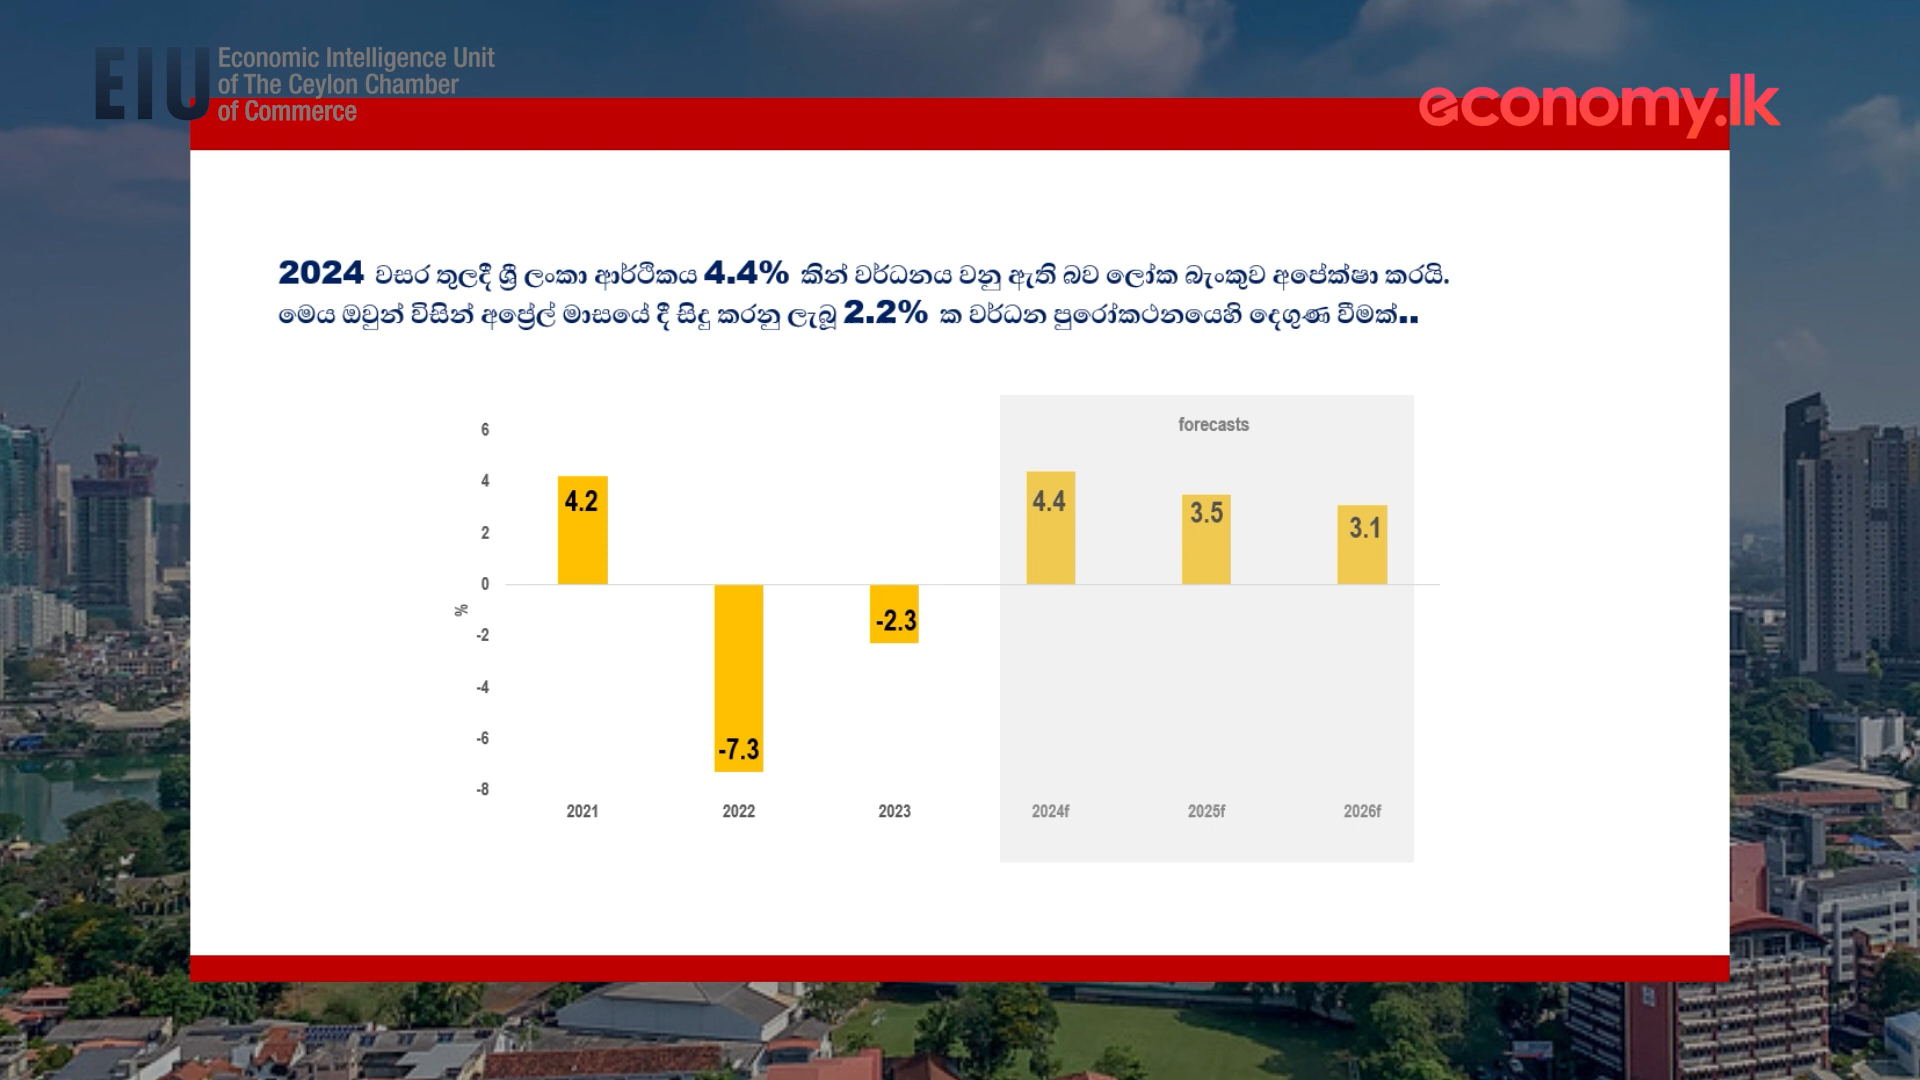 EIU
Economic Intelligence Unit
of The Ceylon Chamber
of Commerce
economy.lk
2024 වසර තුලදී ශ්‍රී ලංකා ආර්ථිකය 4.4% කින් වර්ධනය වනු ඇති බව ලෝක බැංකුව අපේක්ෂා කරයි.
මෙය ඔවුන් විසින් අප්‍රේල් මාසයේ දී සිදු කරනු ලැබූ 2.2% ක වර්ධන පුරෝකථනයෙහි දෙගුණ වීමක්..
forecasts
6
4
2
0
-2
-4
-6
-8
%
4.2
-7.3
-2.3
4.4
3.5
3.1
2021
2022
2023
2024f
2025f
2026f